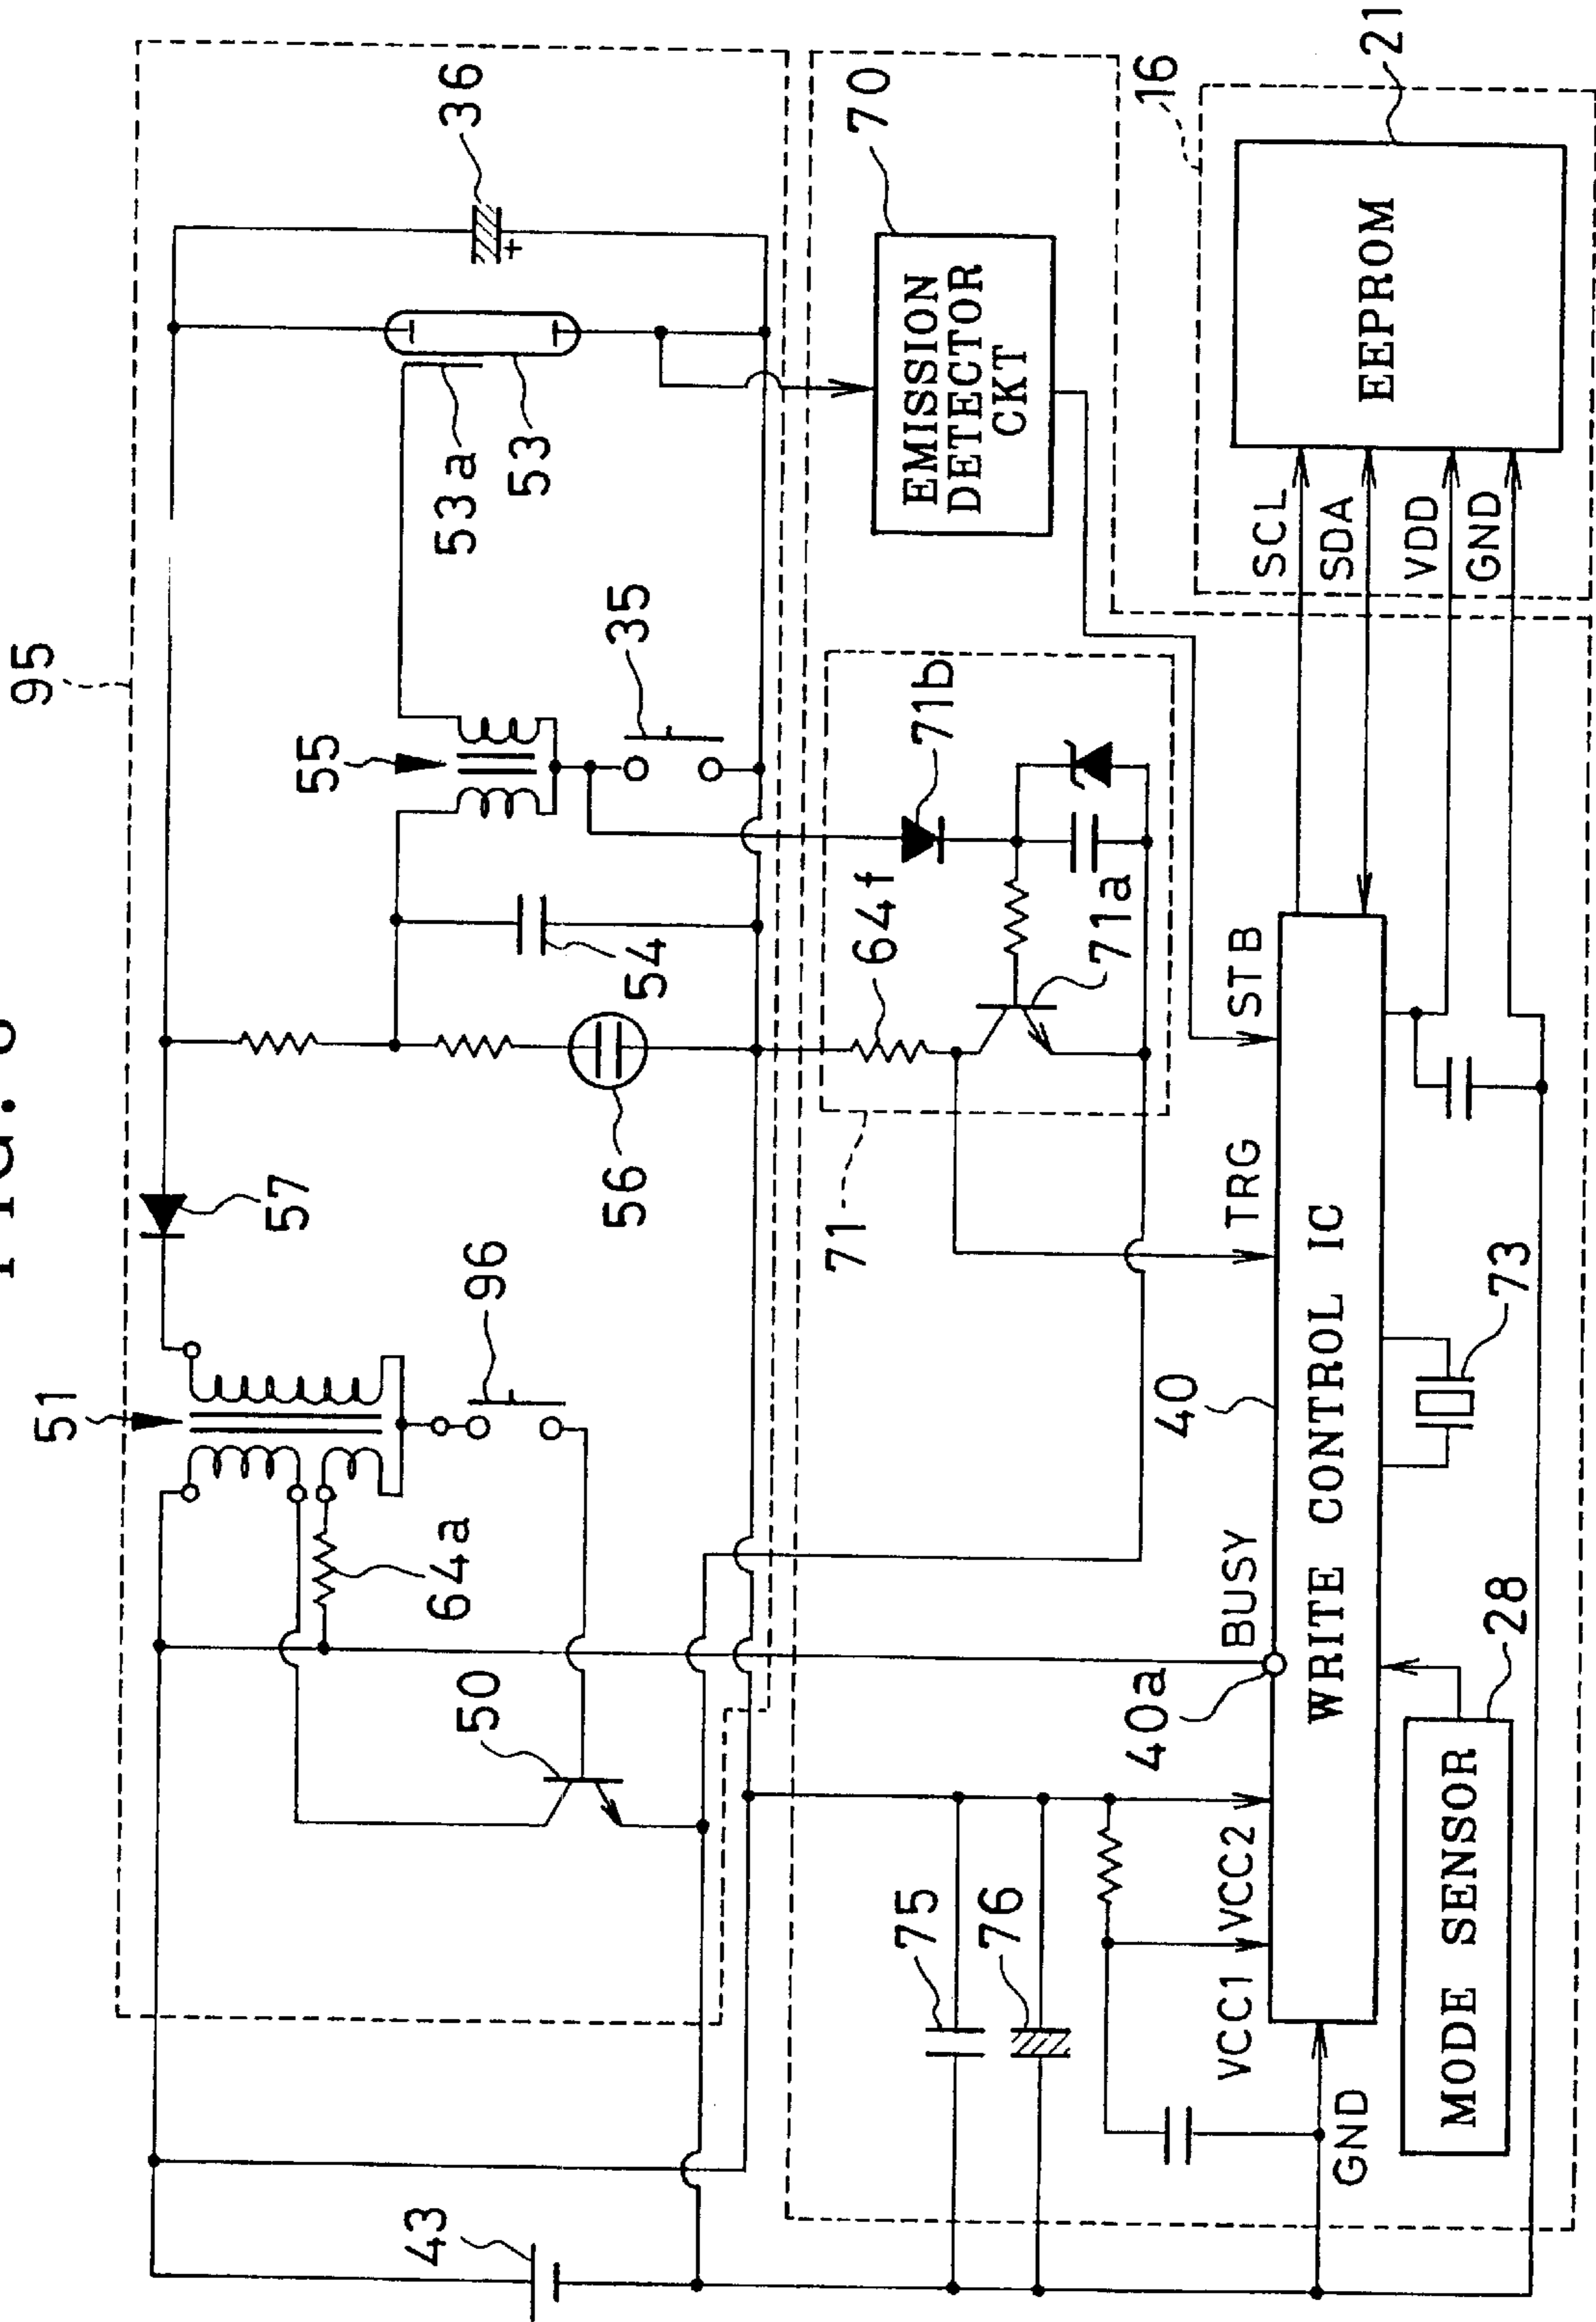 FIG.
95
51
57
55
53a
53
36
35
96
56
54
64a
50
43
70
EMISSION
DETECTOR
CKT
71
64f
71b
71a
16
21
EEPROM
SCL
SDA
VDD
GND
75
76
VCC1
VCC2
40a
BUSY
40
TRG
STB
WRITE CONTROL IC
GND
MODE SENSOR
28
73